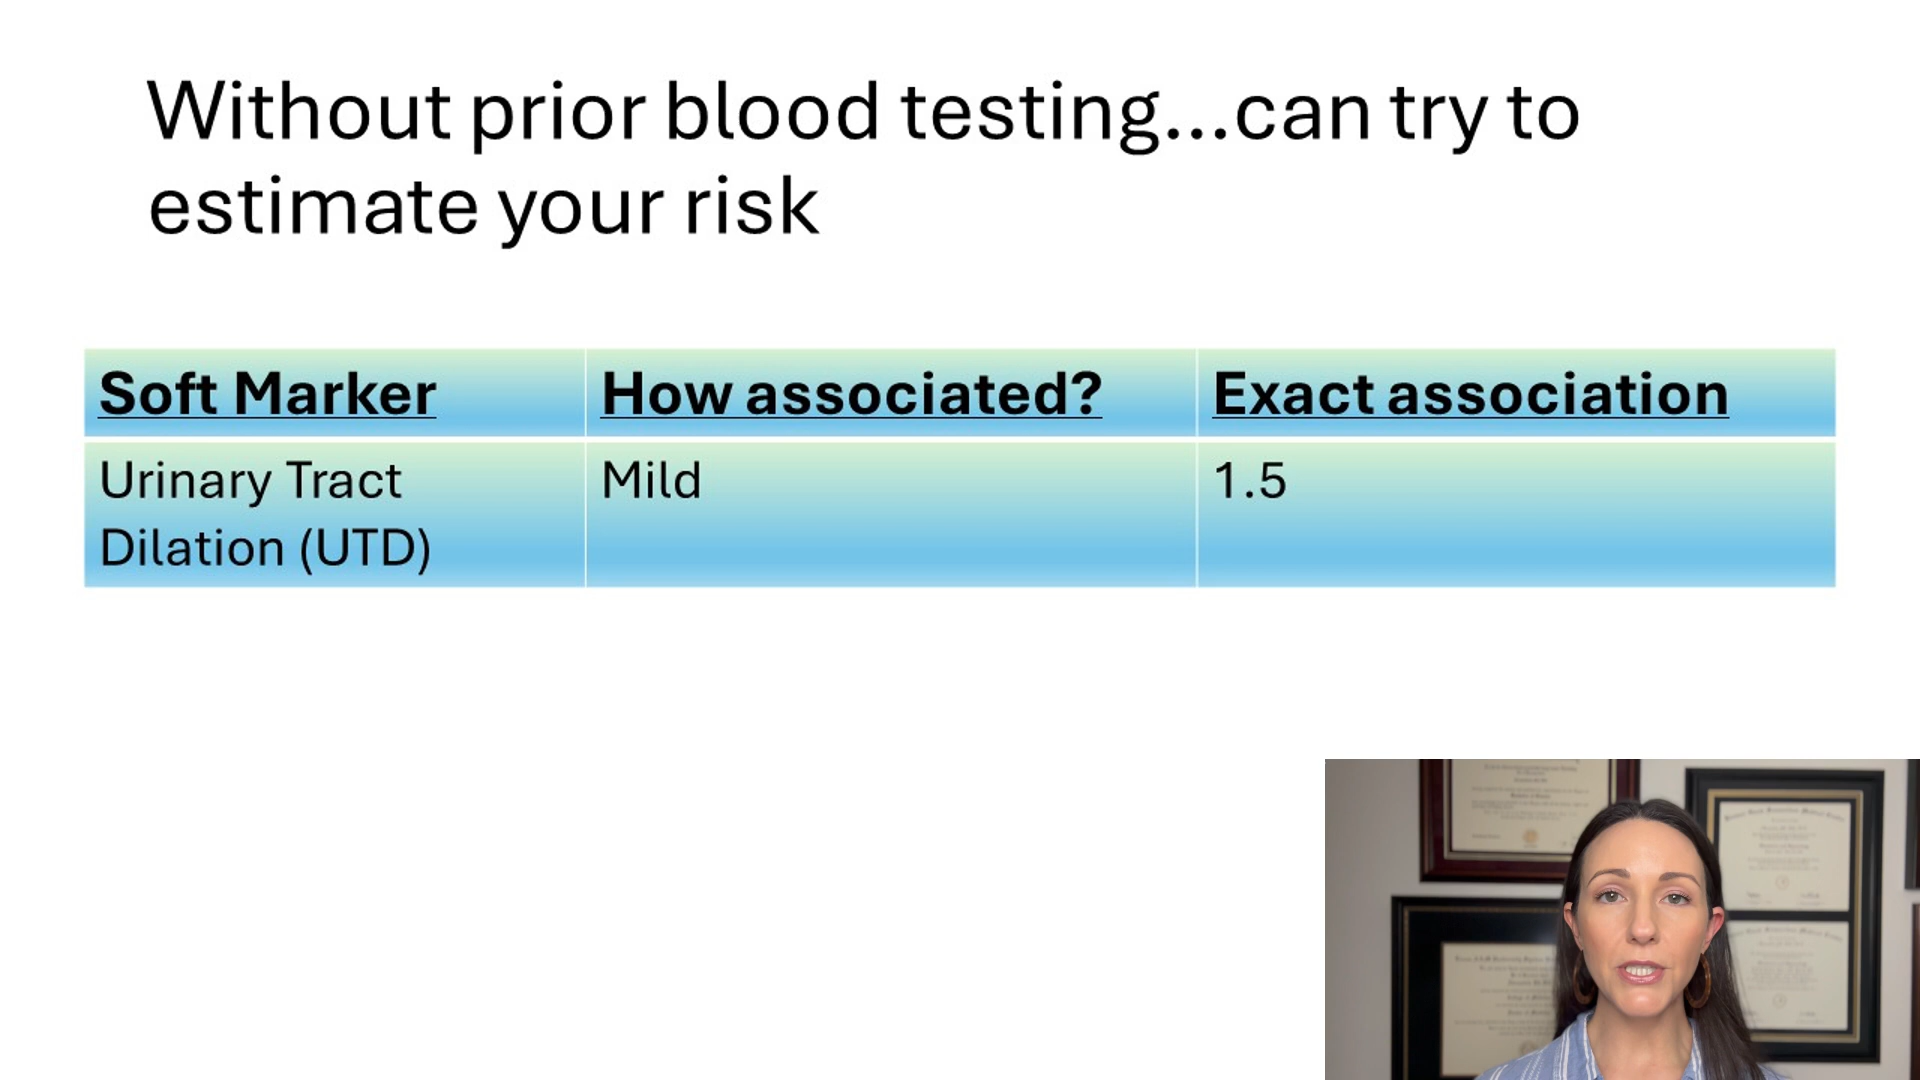 Without prior blood testing...can try to
estimate your risk
Soft Marker
How associated?
Exact association
Urinary Tract
Dilation (UTD)
Mild
1.5